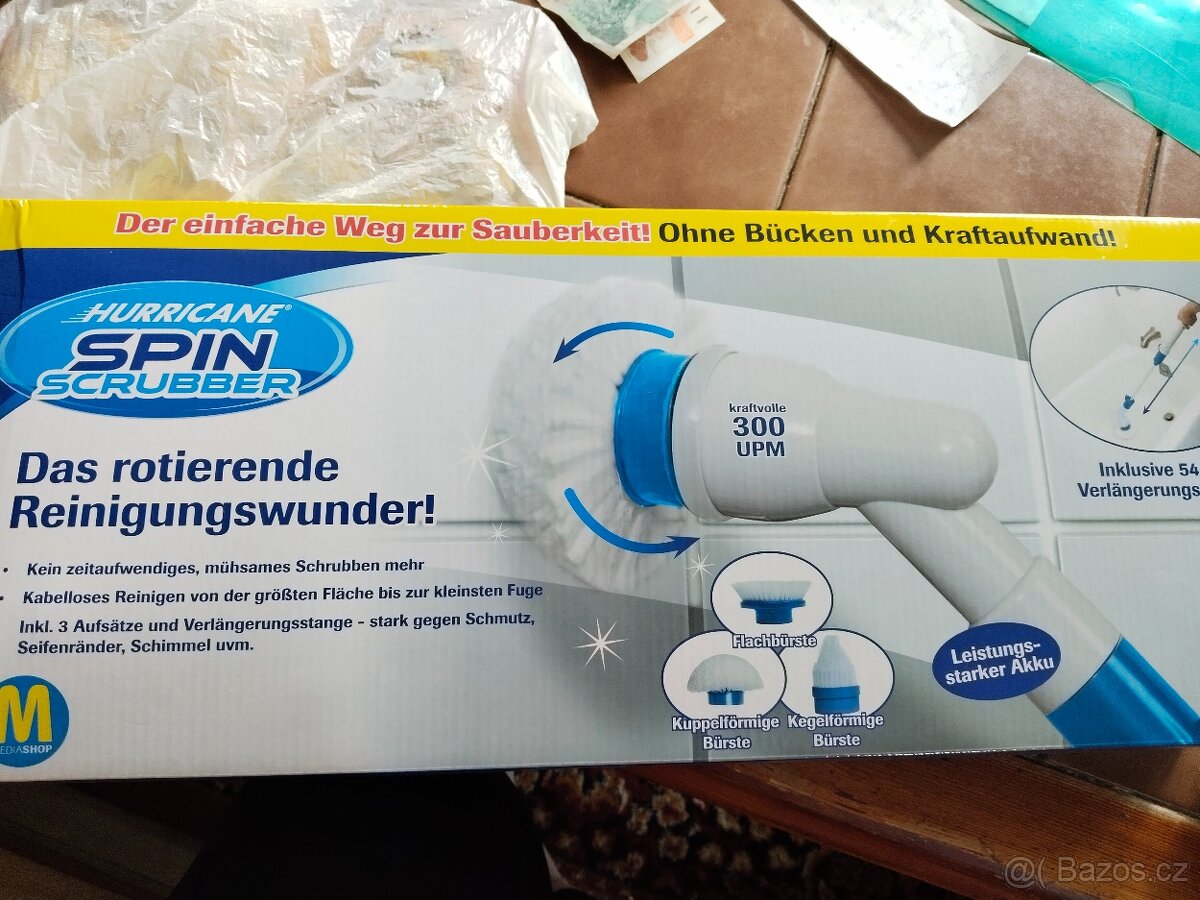 Der einfache Weg zur Sauberkeit! Ohne Bücken und Kraftaufwand!
HURRICANE®
SPIN
SCRUBBER
Das rotierende
Reinigungswunder!
• Kein zeitaufwendiges, mühsames Schrubben mehr
• Kabelloses Reinigen von der größten Fläche bis zur kleinsten Fuge
Inkl. 3 Aufsätze und Verlängerungsstange – stark gegen Schmutz,
Seifenränder, Schimmel uvm.
kraftvolle
300
UPM
Inklusive 54
Verlängerungs
Flachbürste
Kuppelförmige
Bürste
Kegelförmige
Bürste
Leistungs-
starker Akku
M
EDIASHOP
@( Bazos.cz